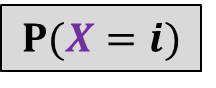 P(X = i)